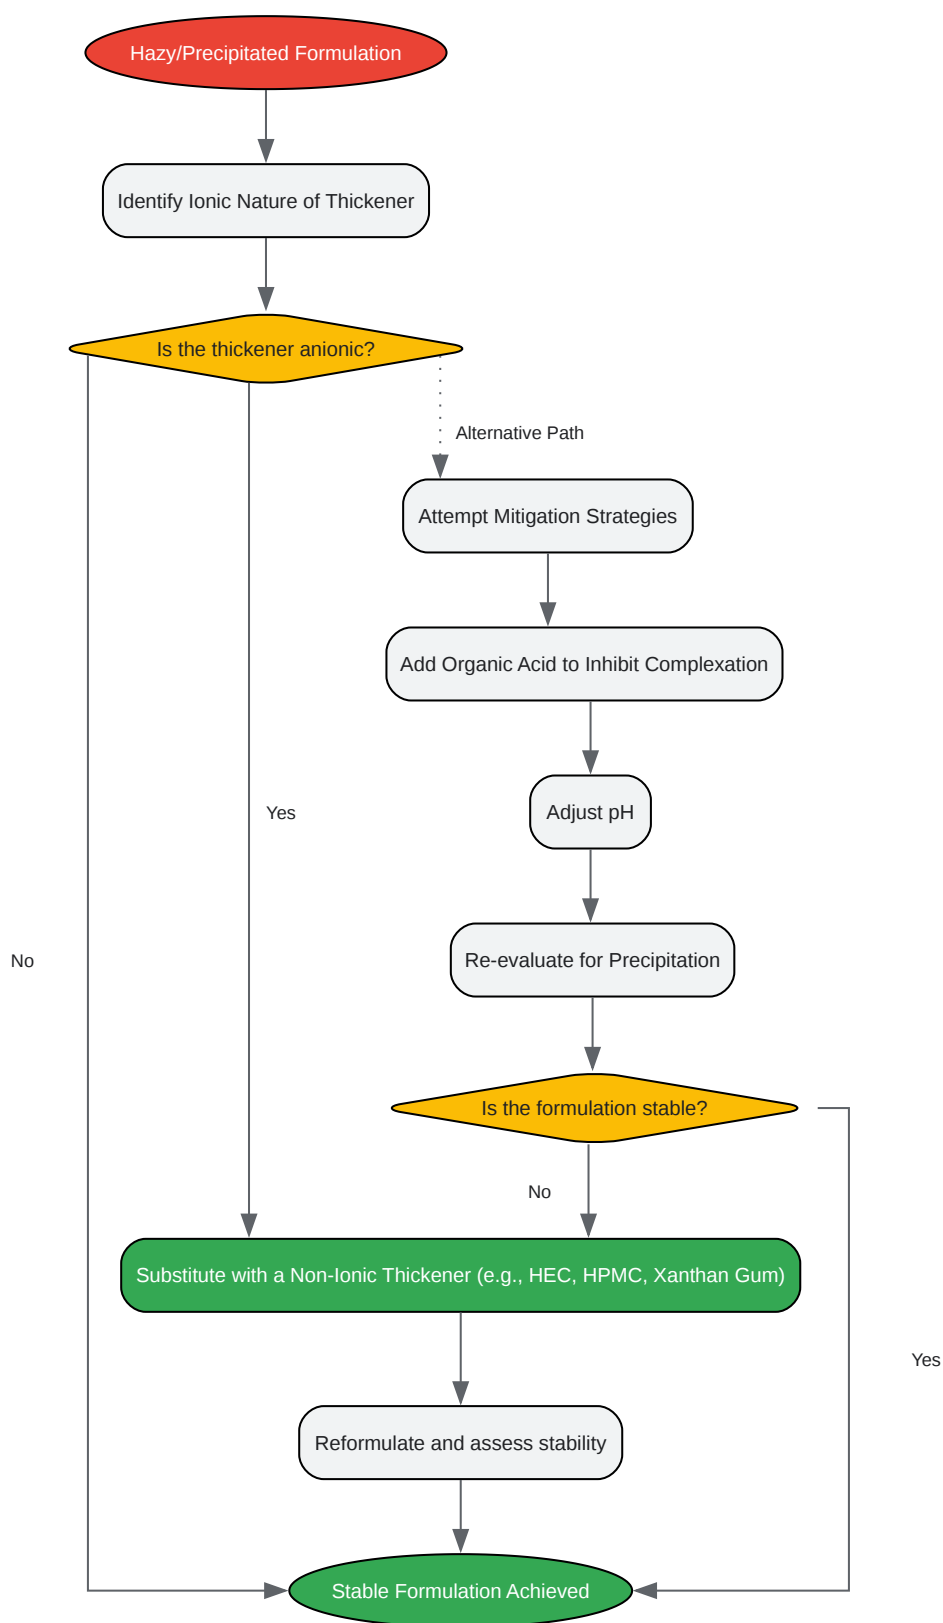 Hazy/Precipitated Formulation
Identify Ionic Nature of Thickener
Is the thickener anionic?
Alternative Path
Attempt Mitigation Strategies
Add Organic Acid to Inhibit Complexation
Yes
Adjust pH
No
Re-evaluate for Precipitation
Is the formulation stable?
No
Substitute with a Non-Ionic Thickener (e.g., HEC, HPMC, Xanthan Gum)
Yes
Reformulate and assess stability
Stable Formulation Achieved